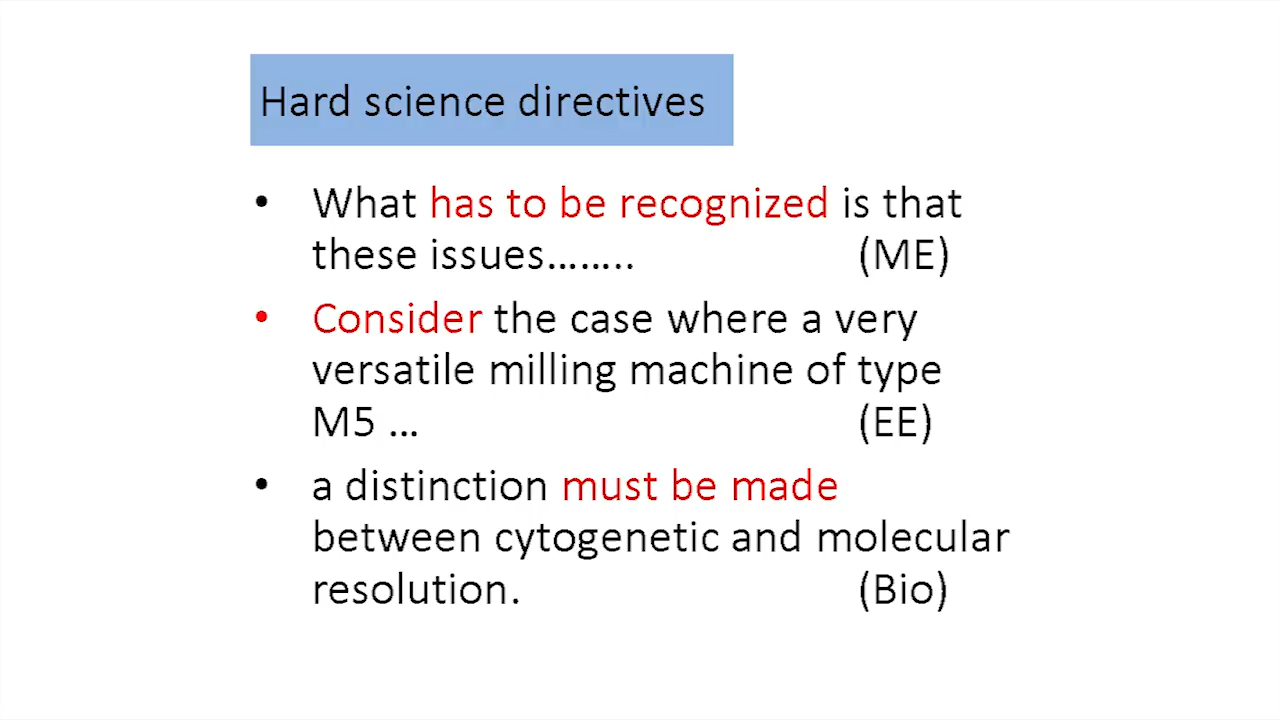 Hard science directives
• What has to be recognized is that
these issues…….. (ME)
• Consider the case where a very
versatile milling machine of type
M5 … (EE)
• a distinction must be made
between cytogenetic and molecular
resolution. (Bio)